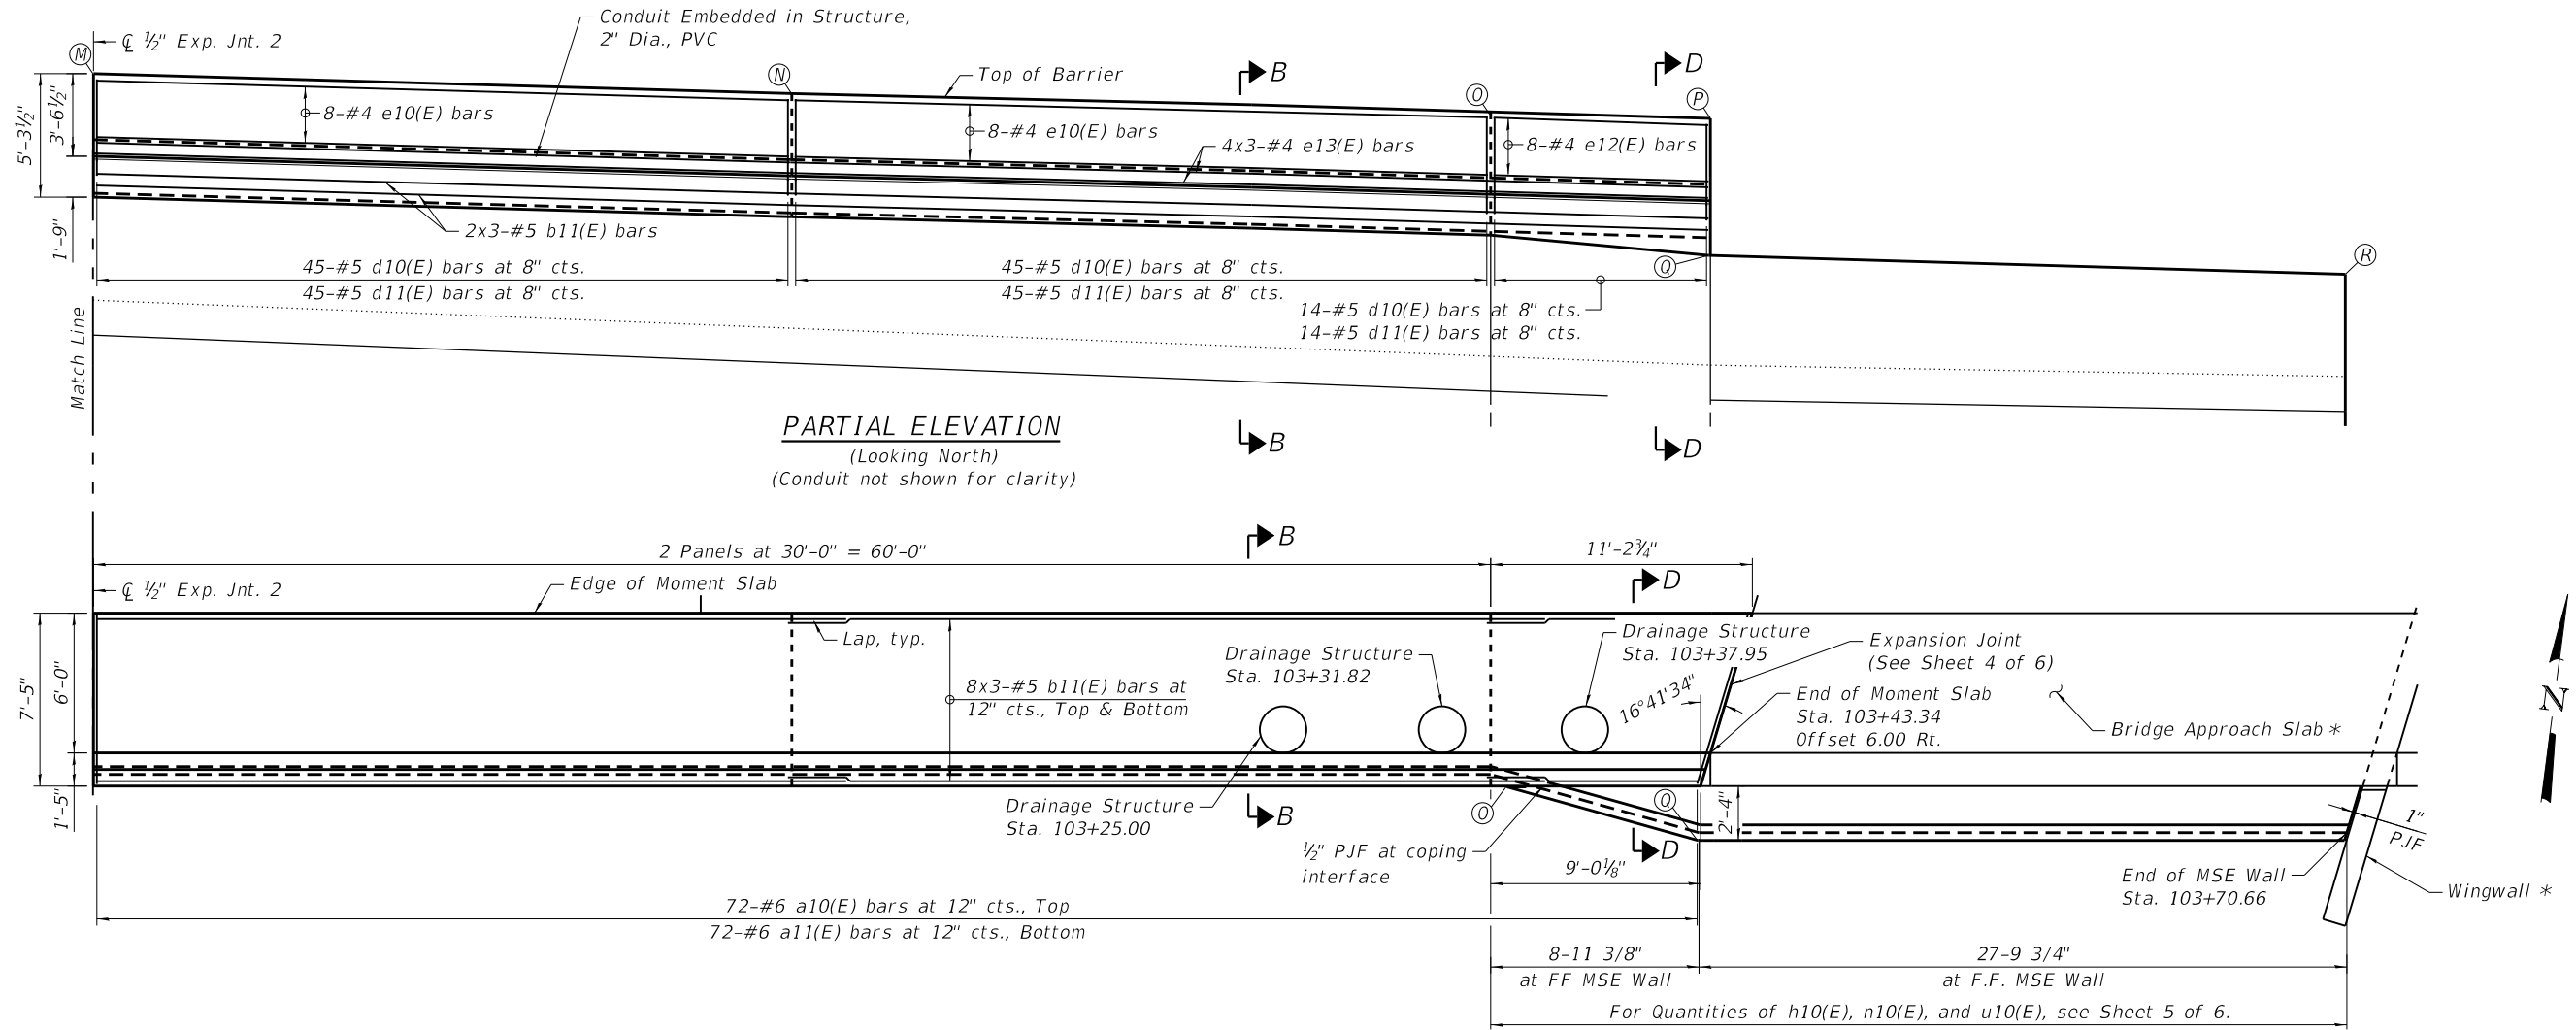 Conduit Embedded in Structure,
2" Dia., PVC
℄ ½" Exp. Jnt. 2
M
N
Top of Barrier
B
O
D
P
5'-3½"
3'-6½"
1'-9"
8-#4 e10(E) bars
8-#4 e10(E) bars
4x3-#4 e13(E) bars
8-#4 e12(E) bars
2x3-#5 b11(E) bars
45-#5 d10(E) bars at 8" cts.
45-#5 d11(E) bars at 8" cts.
45-#5 d10(E) bars at 8" cts.
45-#5 d11(E) bars at 8" cts.
Q
R
14-#5 d10(E) bars at 8" cts.
14-#5 d11(E) bars at 8" cts.
Match Line
PARTIAL ELEVATION
(Looking North)
(Conduit not shown for clarity)
B
D
2 Panels at 30'-0" = 60'-0"
B
11'-2¾"
℄ ½" Exp. Jnt. 2
Edge of Moment Slab
D
Lap, typ.
Drainage Structure
Sta. 103+37.95
Drainage Structure
Sta. 103+31.82
Expansion Joint
(See Sheet 4 of 6)
7'-5"
6'-0"
1'-5"
8x3-#5 b11(E) bars at
12" cts., Top & Bottom
16°41'34"
End of Moment Slab
Sta. 103+43.34
Offset 6.00 Rt.
Bridge Approach Slab *
N
Drainage Structure
Sta. 103+25.00
B
O
Q
2'-4"
½" PJF at coping
interface
D
9'-0⅛"
1"
PJF
End of MSE Wall
Sta. 103+70.66
Wingwall *
72-#6 a10(E) bars at 12" cts., Top
72-#6 a11(E) bars at 12" cts., Bottom
8-11 3/8"
at FF MSE Wall
27-9 3/4"
at F.F. MSE Wall
For Quantities of h10(E), n10(E), and u10(E), see Sheet 5 of 6.